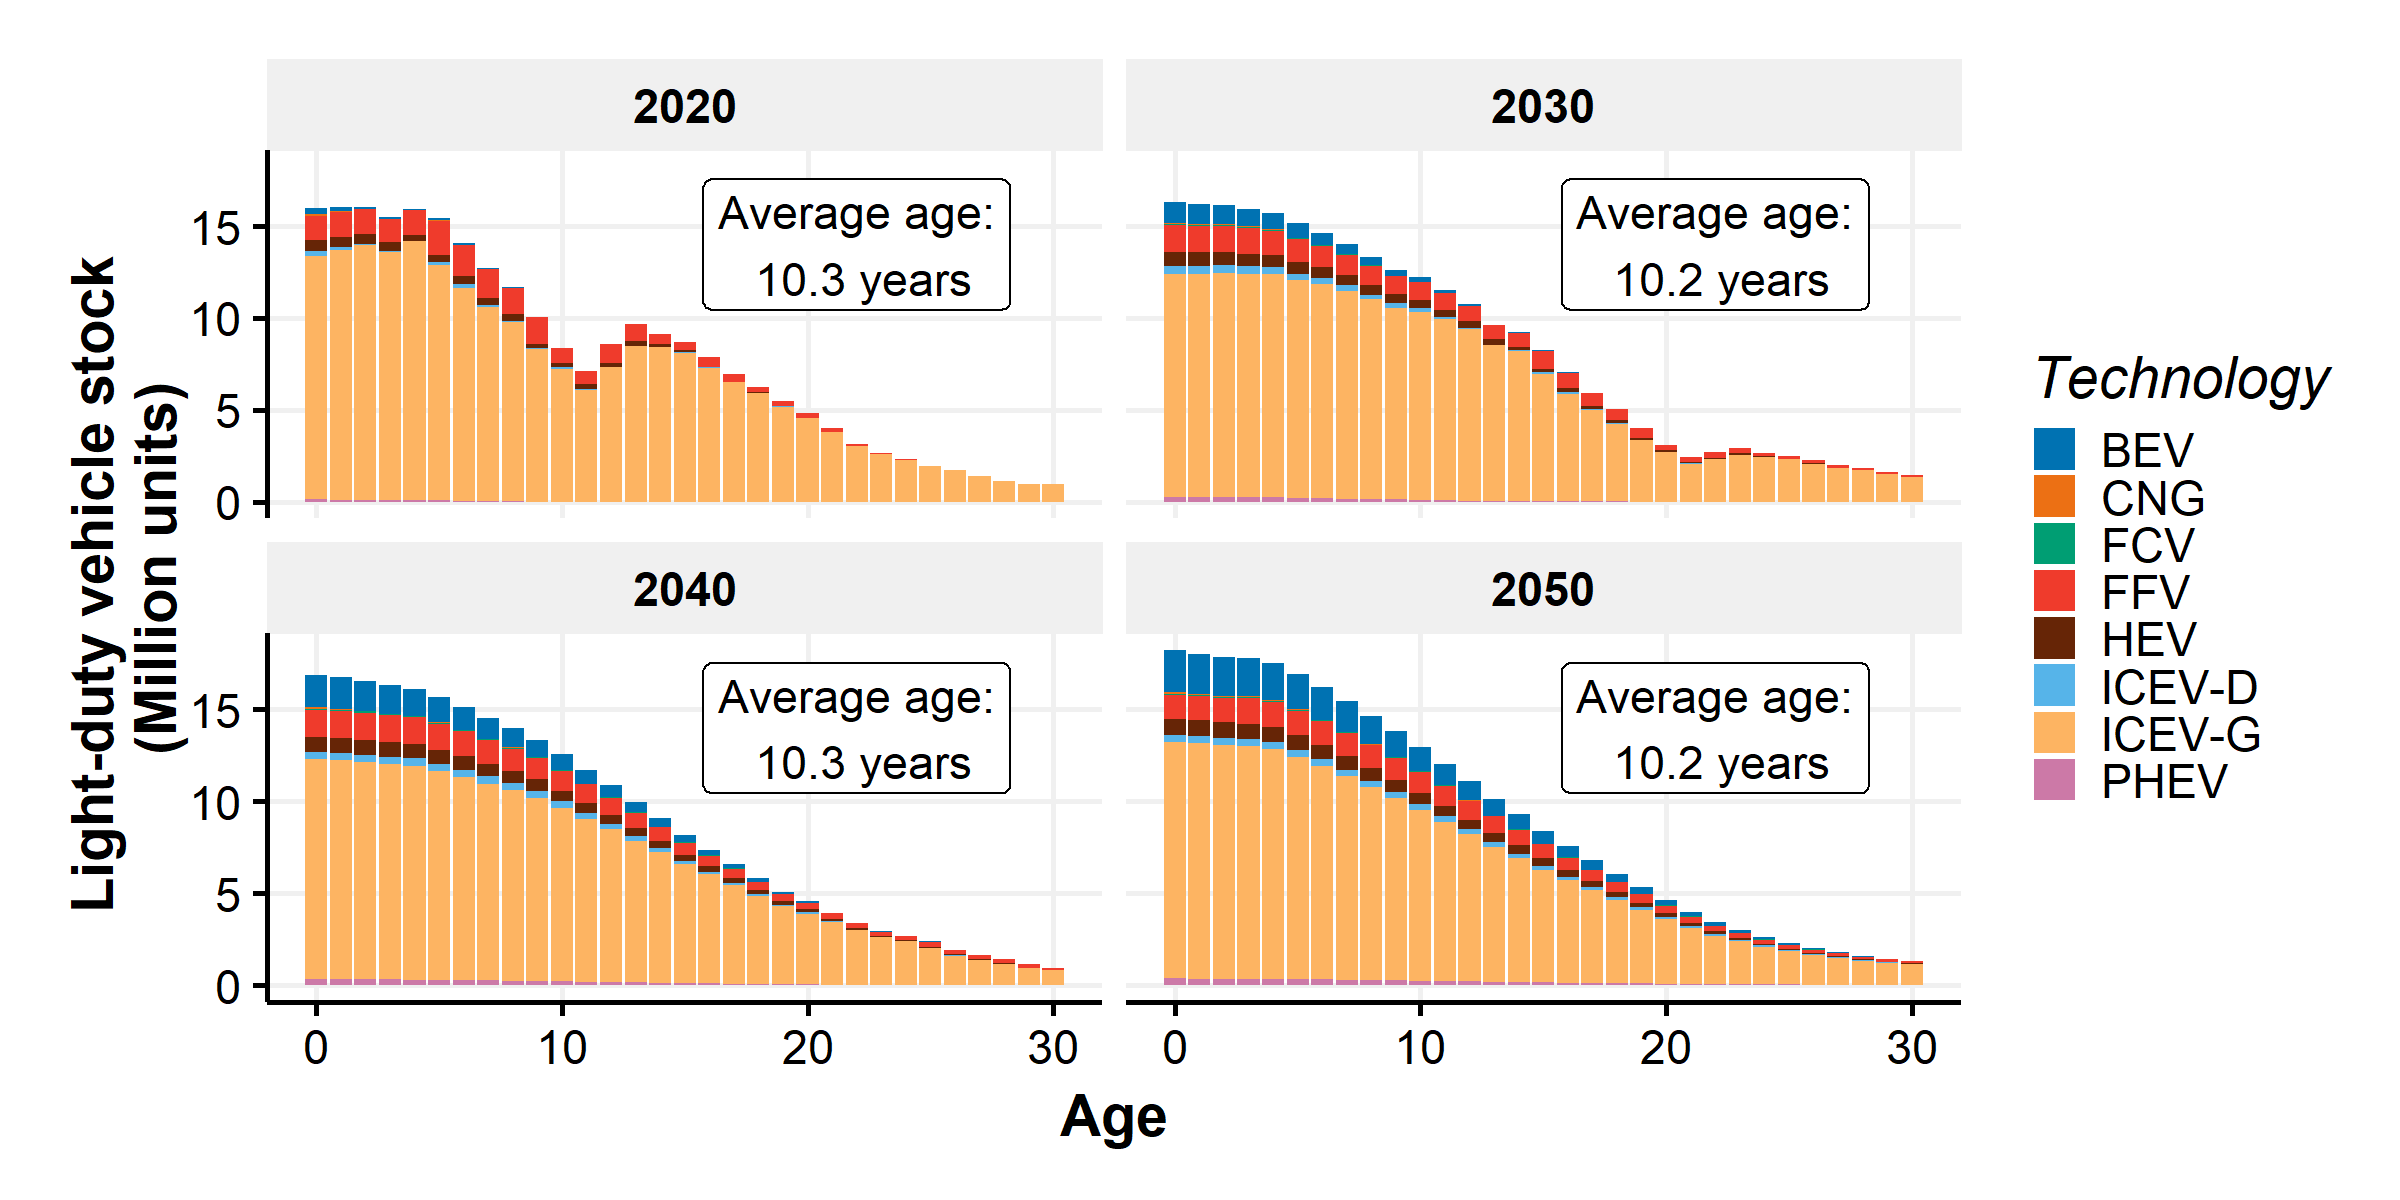 2020
2030
Average age:
10.3 years
Average age:
10.2 years
15
10
5
0
2040
2050
Average age:
10.3 years
Average age:
10.2 years
15
10
5
0
0 10 20 30
0 10 20 30
Age
Light-duty vehicle stock
(Million units)
Technology
BEV
CNG
FCV
FFV
HEV
ICEV-D
ICEV-G
PHEV